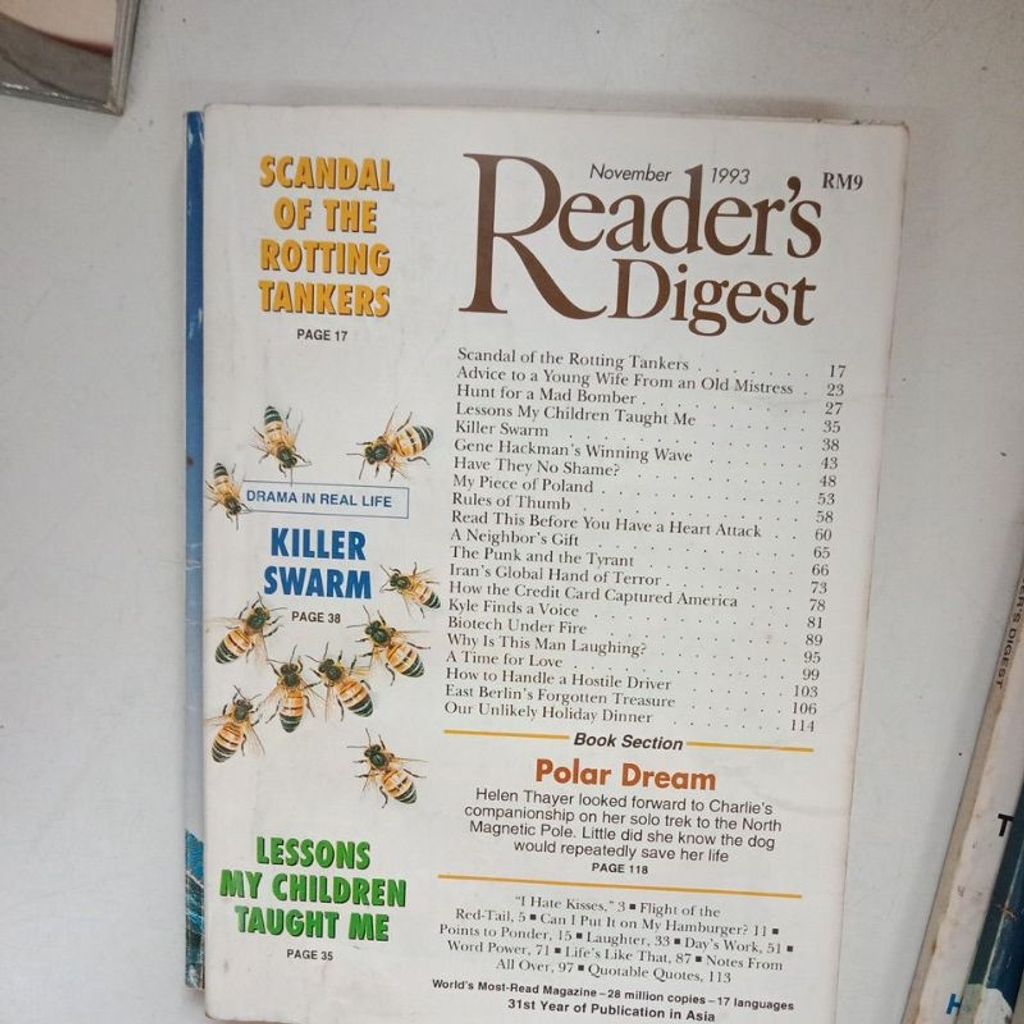 SCANDAL
OF THE
ROTTING
TANKERS
PAGE 17
DRAMA IN REAL LIFE
KILLER
SWARM
PAGE 38
LESSONS
MY CHILDREN
TAUGHT ME
PAGE 35
November 1993 RM9
Reader's
Digest
Scandal of the Rotting Tankers . . . . . . . 17
Advice to a Young Wife From an Old Mistress . 23
Hunt for a Mad Bomber . . . . . . . . . . 27
Lessons My Children Taught Me . . . . . . 35
Killer Swarm . . . . . . . . . . . . . 38
Gene Hackman's Winning Wave . . . . . . 43
Have They No Shame? . . . . . . . . . . 48
My Piece of Poland . . . . . . . . . . . 53
Rules of Thumb . . . . . . . . . . . . 58
Read This Before You Have a Heart Attack . . 60
A Neighbor's Gift . . . . . . . . . . . 65
The Punk and the Tyrant . . . . . . . . . 66
Iran's Global Hand of Terror . . . . . . . . 73
How the Credit Card Captured America . . . 78
Kyle Finds a Voice . . . . . . . . . . . 81
Biotech Under Fire . . . . . . . . . . . 89
Why Is This Man Laughing? . . . . . . . . 95
A Time for Love . . . . . . . . . . . . 99
How to Handle a Hostile Driver . . . . . . 103
East Berlin's Forgotten Treasure . . . . . . 106
Our Unlikely Holiday Dinner . . . . . . . 114
Book Section
Polar Dream
Helen Thayer looked forward to Charlie's
companionship on her solo trek to the North
Magnetic Pole. Little did she know the dog
would repeatedly save her life
PAGE 118
"I Hate Kisses," 3 ■ Flight of the
Red-Tail, 5 ■ Can I Put It on My Hamburger? 11 ■
Points to Ponder, 15 ■ Laughter, 33 ■ Day's Work, 51 ■
Word Power, 71 ■ Life's Like That, 87 ■ Notes From
All Over, 97 ■ Quotable Quotes, 113
World's Most-Read Magazine – 28 million copies – 17 languages
31st Year of Publication in Asia
ER'S DIGEST
T
H